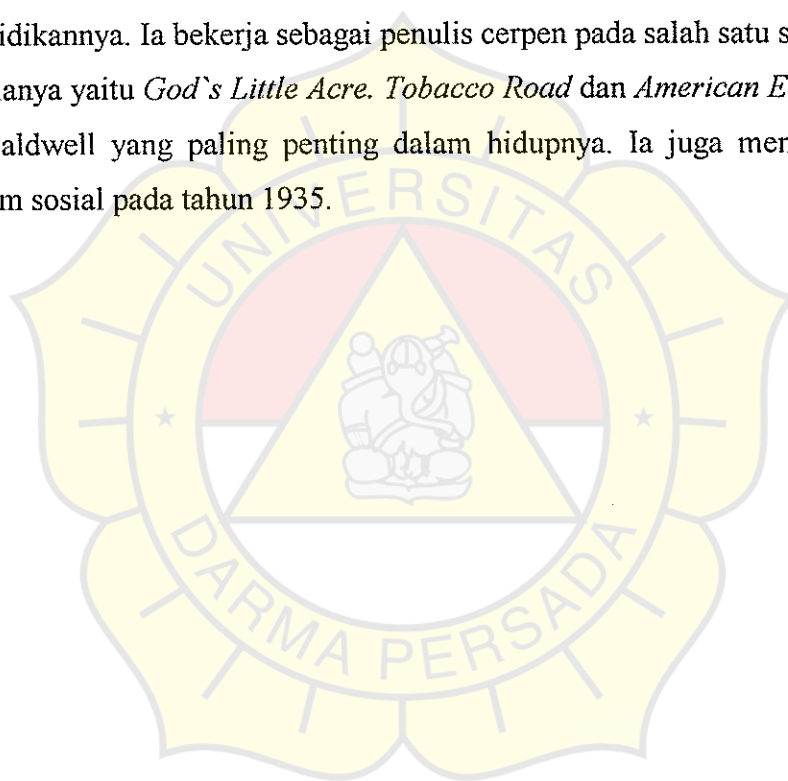 idikannya. Ia bekerja sebagai penulis cerpen pada salah satu s
anya yaitu God`s Little Acre. Tobacco Road dan American E
aldwell yang paling penting dalam hidupnya. Ia juga mer
m sosial pada tahun 1935.
UNIVERSITAS
DARMA PERSADA